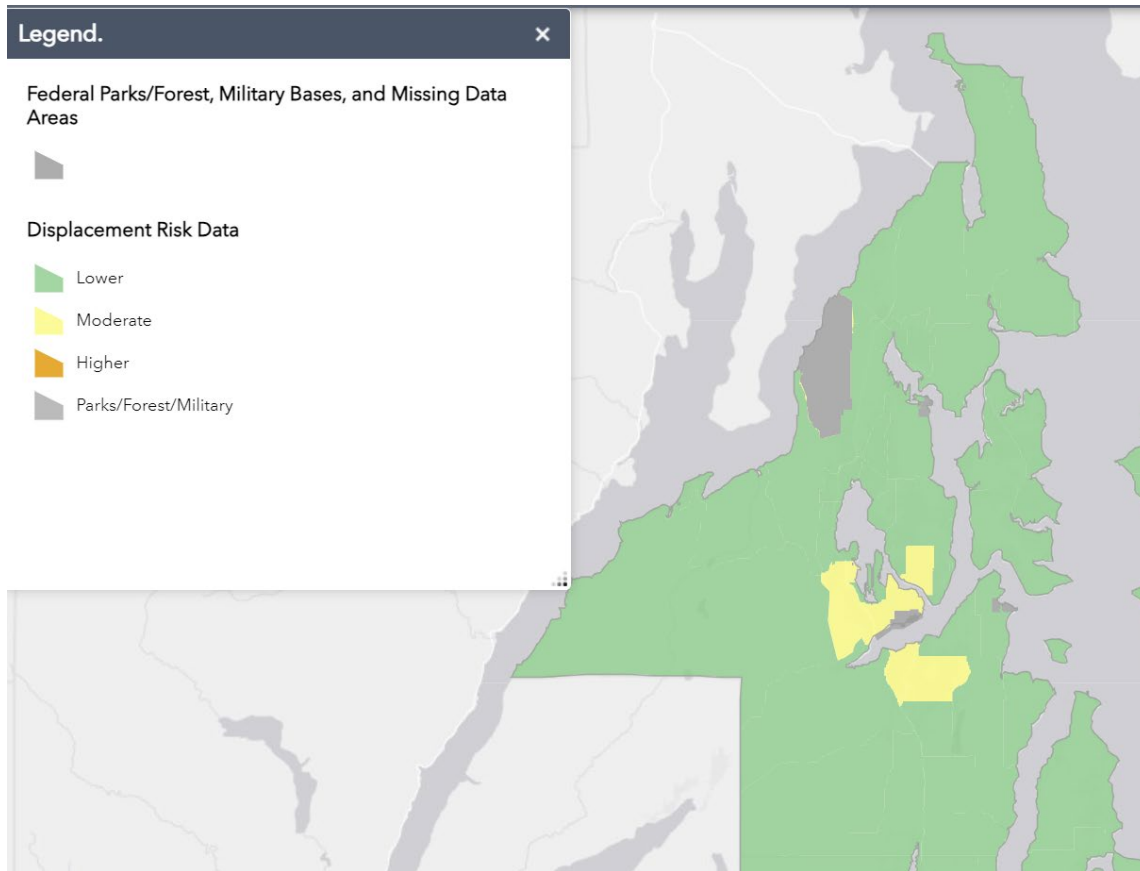 Legend.
×
Federal Parks/Forest, Military Bases, and Missing Data
Areas
Displacement Risk Data
Lower
Moderate
Higher
Parks/Forest/Military